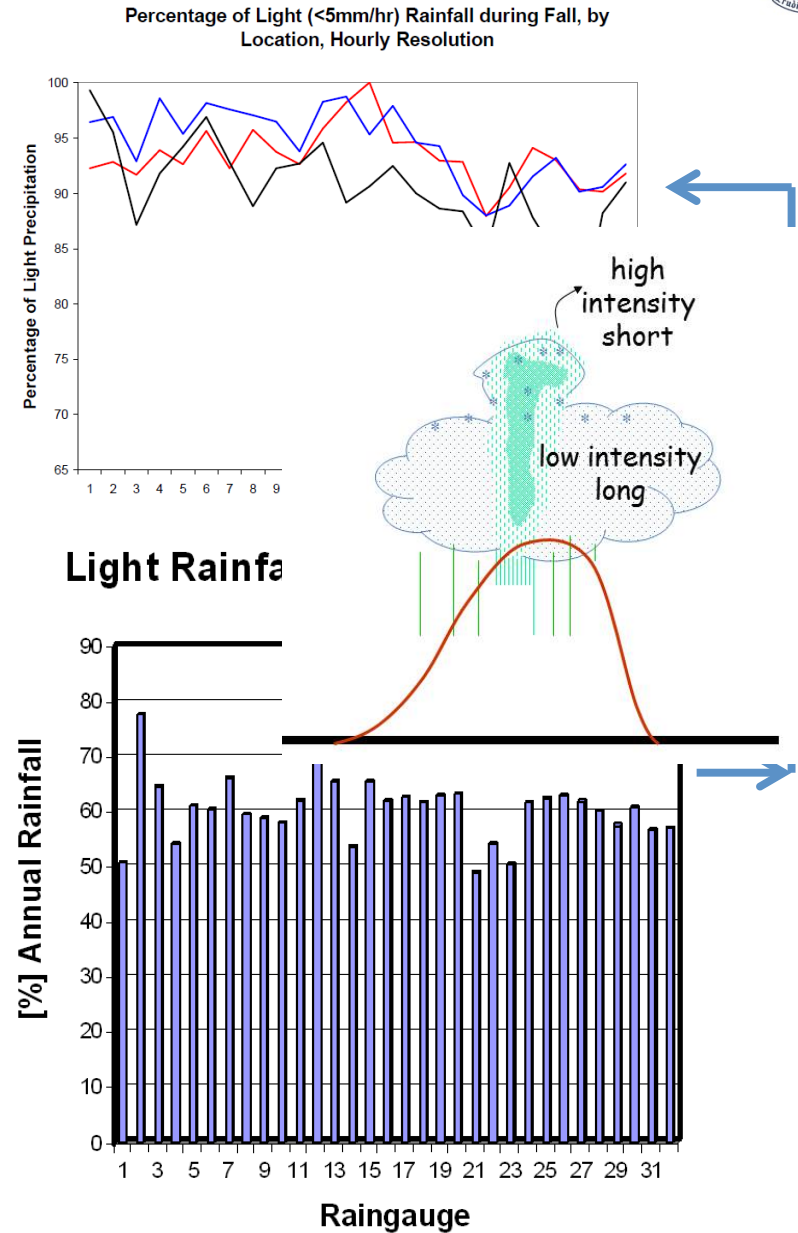 Percentage of Light (<5mm/hr) Rainfall during Fall, by
Location, Hourly Resolution
Percentage of Light Precipitation
100
95
90
85
80
75
70
65
1 2 3 4 5 6 7 8 9
high
intensity
short
low intensity
long
Light Rainfa
[%] Annual Rainfall
90
80
70
60
50
40
30
20
10
0
1 3 5 7 9 11 13 15 17 19 21 23 25 27 29 31
Raingauge